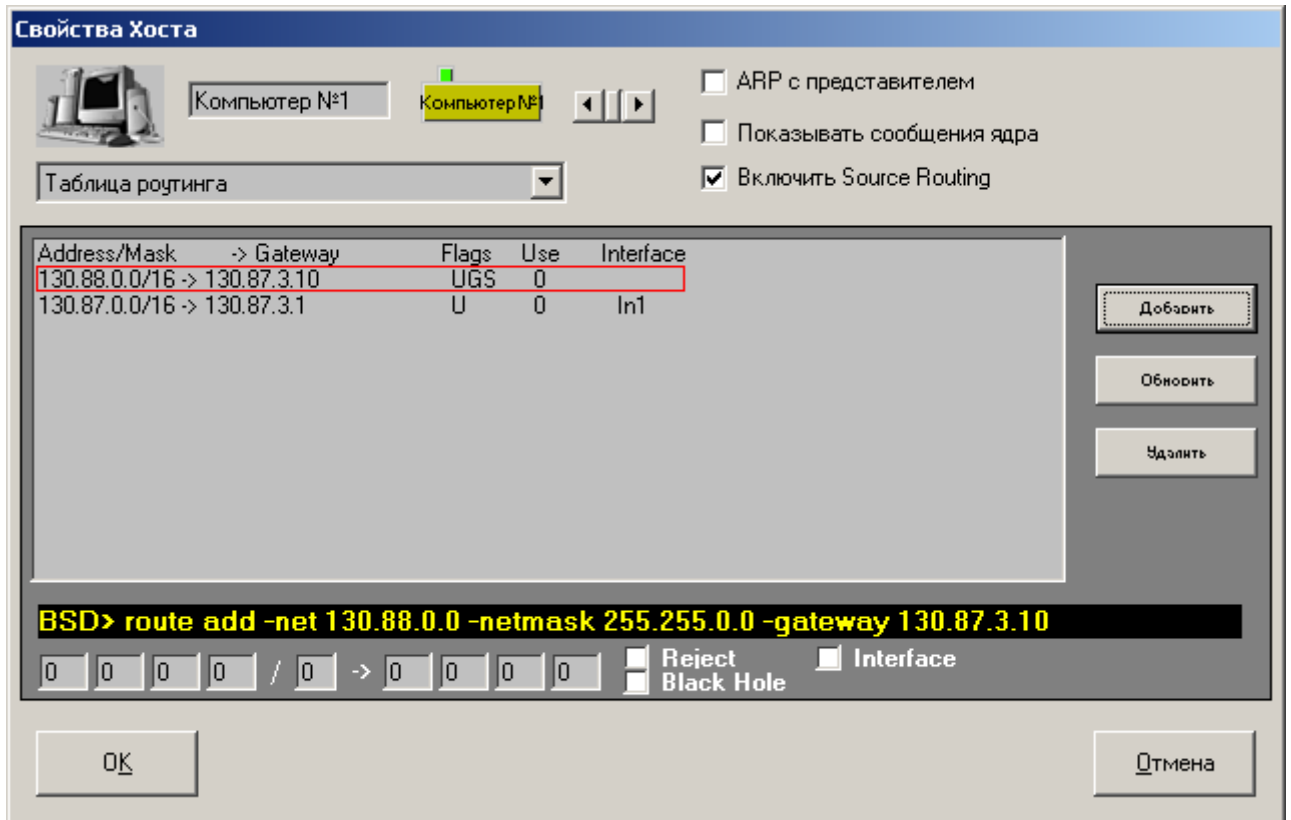 Свойства Хоста
Компьютер №1
Компьютер №1
ARP с представителем
Показывать сообщения ядра
Включить Source Routing
Таблица роутинга
Address/Mask -> Gateway Flags Use Interface
130.88.0.0/16 -> 130.87.3.10 UGS 0
130.87.0.0/16 -> 130.87.3.1 U 0 In1
Добавить
Обновить
Удалить
BSD> route add -net 130.88.0.0 -netmask 255.255.0.0 -gateway 130.87.3.10
0 0 0 0 / 0 -> 0 0 0 0 Reject Interface
Black Hole
OK
Отмена